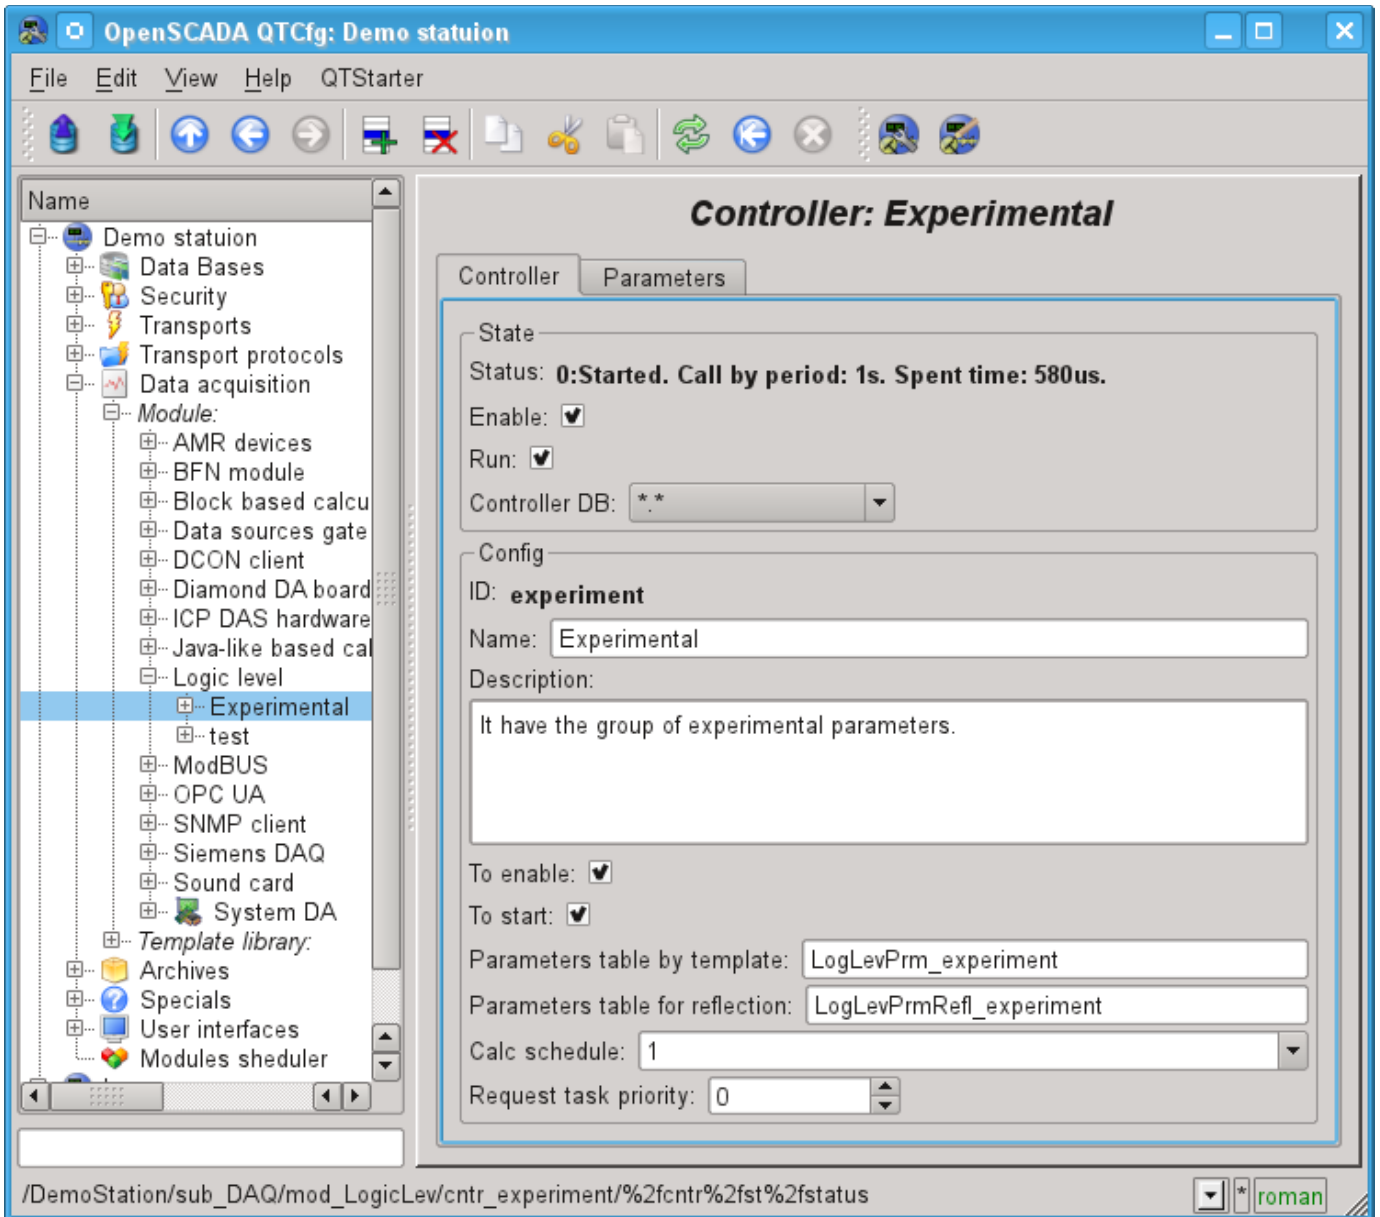 OpenSCADA QTCfg: Demo statuion
File Edit View Help QTStarter
Name
Demo statuion
Data Bases
Security
Transports
Transport protocols
Data acquisition
Module:
AMR devices
BFN module
Block based calcu
Data sources gate
DCON client
Diamond DA board
ICP DAS hardware
Java-like based cal
Logic level
Experimental
test
ModBUS
OPC UA
SNMP client
Siemens DAQ
Sound card
System DA
Template library:
Archives
Specials
User interfaces
Modules sheduler
Controller: Experimental
Controller Parameters
State
Status: 0:Started. Call by period: 1s. Spent time: 580us.
Enable:
Run:
Controller DB: *.*
Config
ID: experiment
Name: Experimental
Description:
It have the group of experimental parameters.
To enable:
To start:
Parameters table by template: LogLevPrm_experiment
Parameters table for reflection: LogLevPrmRefl_experiment
Calc schedule: 1
Request task priority: 0
/DemoStation/sub_DAQ/mod_LogicLev/cntr_experiment/%2fcntr%2fst%2fstatus
* roman